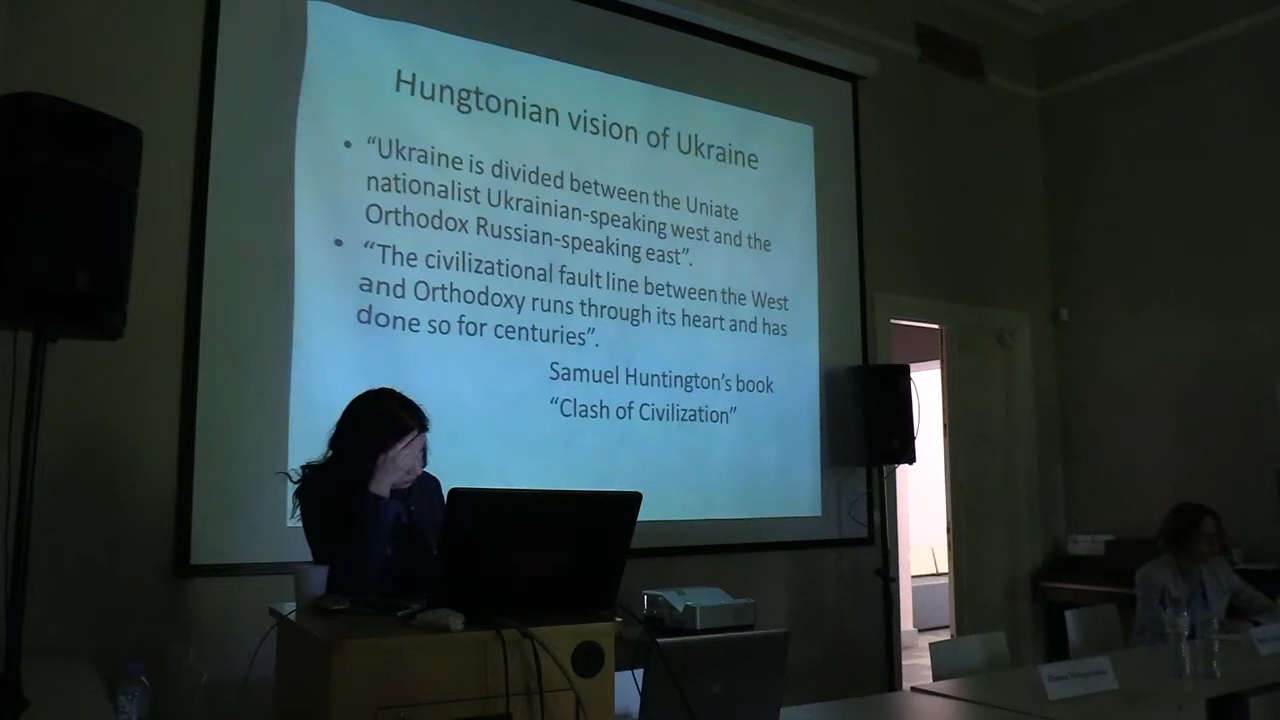 Hungtonian vision of Ukraine
• “Ukraine is divided between the Uniate
nationalist Ukrainian-speaking west and the
Orthodox Russian-speaking east”.
• “The civilizational fault line between the West
and Orthodoxy runs through its heart and has
done so for centuries”.
Samuel Huntington’s book
“Clash of Civilization”